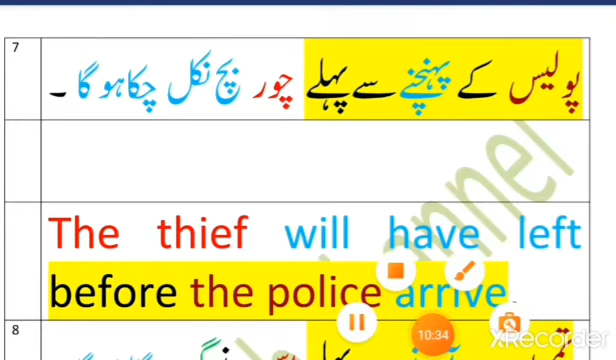 7
پولیس کے پہنچنے سے پہلے چور بچ نکل چکا ہو گا ۔
The thief will have left
before the police arrive.
10:34
XRecorder
8